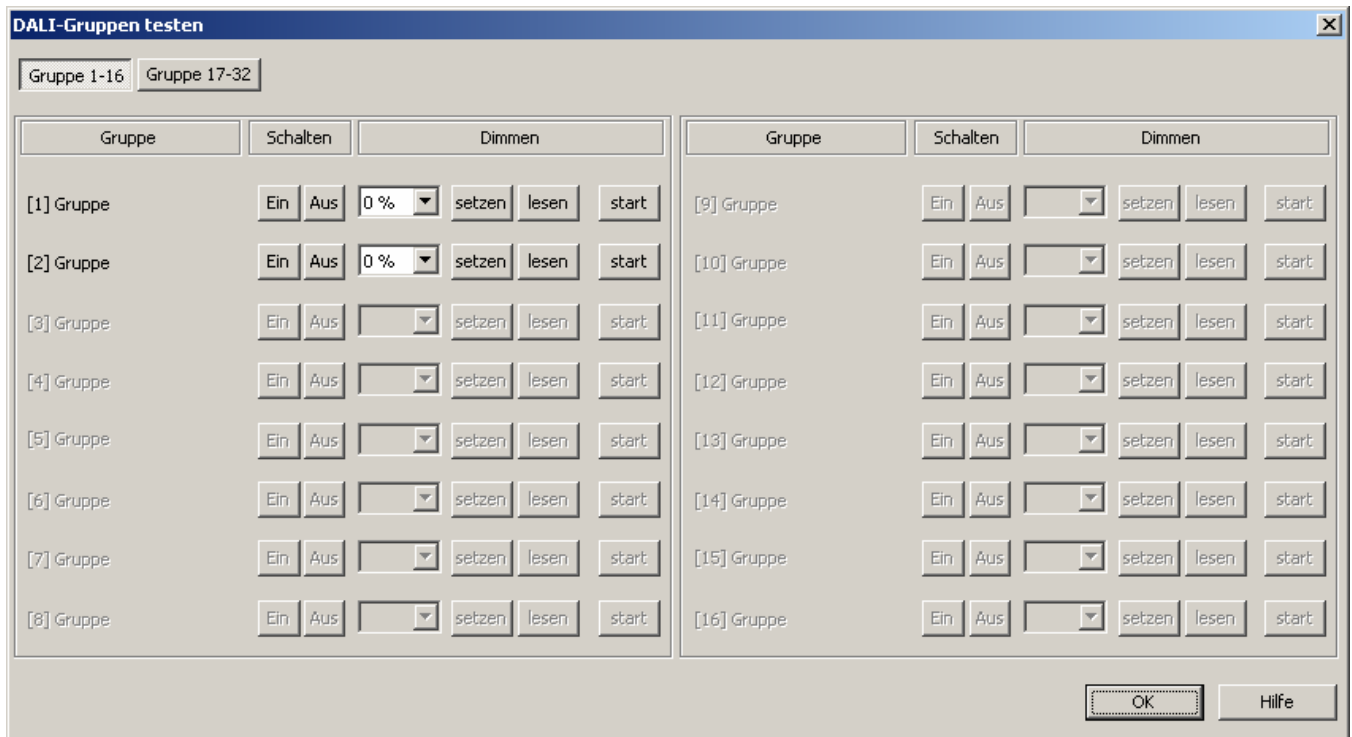 DALI-Gruppen testen
Gruppe 1-16 Gruppe 17-32
Gruppe Schalten Dimmen Gruppe Schalten Dimmen
[1] Gruppe Ein Aus 0 % setzen lesen start [9] Gruppe Ein Aus setzen lesen start
[2] Gruppe Ein Aus 0 % setzen lesen start [10] Gruppe Ein Aus setzen lesen start
[3] Gruppe Ein Aus setzen lesen start [11] Gruppe Ein Aus setzen lesen start
[4] Gruppe Ein Aus setzen lesen start [12] Gruppe Ein Aus setzen lesen start
[5] Gruppe Ein Aus setzen lesen start [13] Gruppe Ein Aus setzen lesen start
[6] Gruppe Ein Aus setzen lesen start [14] Gruppe Ein Aus setzen lesen start
[7] Gruppe Ein Aus setzen lesen start [15] Gruppe Ein Aus setzen lesen start
[8] Gruppe Ein Aus setzen lesen start [16] Gruppe Ein Aus setzen lesen start
OK Hilfe